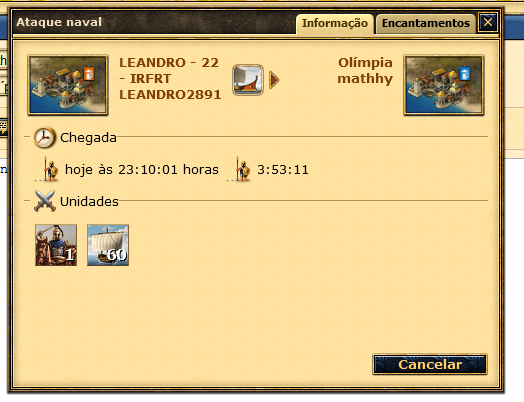 Ataque naval
Informação
Encantamentos
LEANDRO - 22
- IRFRT
LEANDRO2891
Olímpia
mathhy
Chegada
hoje às 23:10:01 horas
3:53:11
Unidades
1
60
Cancelar